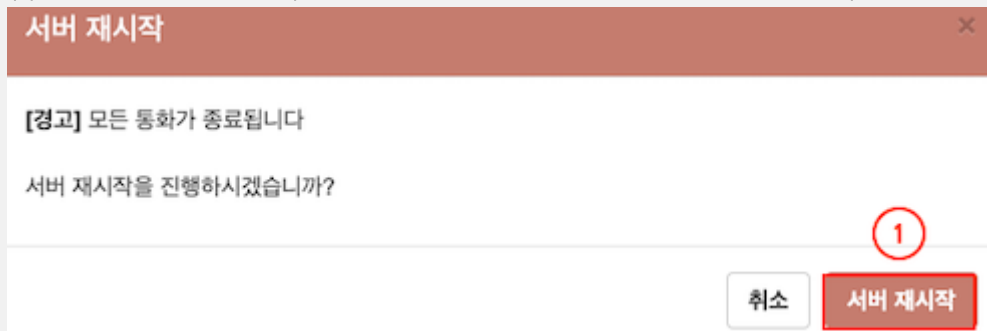 서버 재시작
×
[경고] 모든 통화가 종료됩니다
서버 재시작을 진행하시겠습니까?
1
취소 서버 재시작